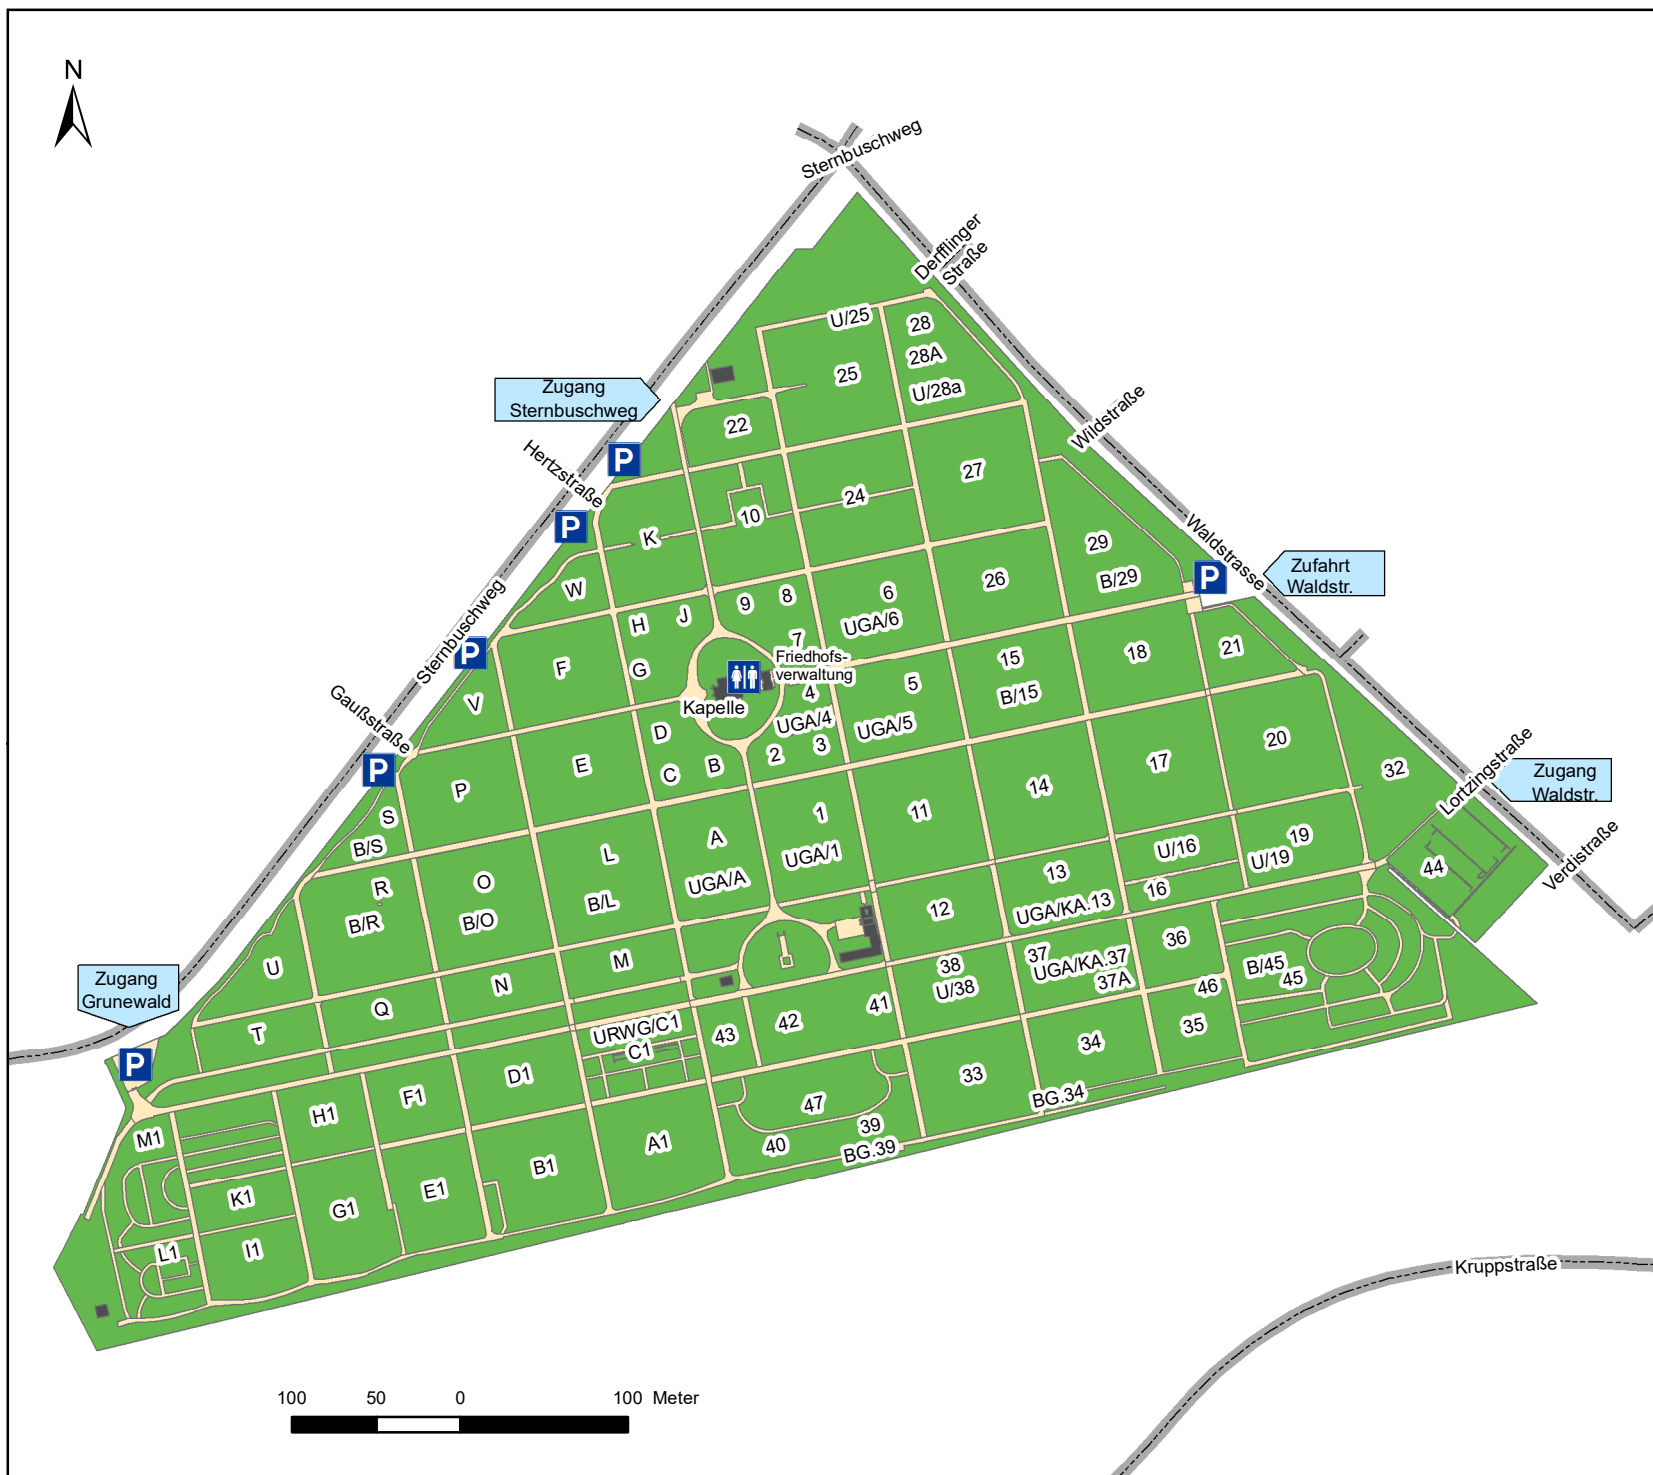 N
Sternbuschweg
Derfflinger
Straße
U/25
28
28A
25
U/28a
Zugang
Sternbuschweg
22
Wildstraße
P
Hertzstraße
27
24
10
P
K
29
Waldstrasse
Zufahrt
Waldstr.
P
B/29
26
W
9
8
6
UGA/6
H
J
7
Sternbuschweg
P
F
G
Friedhofs-
verwaltung
15
18
21
4
5
B/15
V
Kapelle
UGA/4
UGA/5
Gaußstraße
D
3
2
20
P
E
C
B
17
32
Lortzingstraße
Zugang
Waldstr.
P
14
S
1
11
A
19
B/S
L
UGA/1
U/16
U/19
Verdistraße
44
R
O
UGA/A
13
16
B/R
B/O
B/L
12
UGA/KA.13
36
U
M
38
37
UGA/KA.37
B/45
45
37A
Zugang
Grunewald
N
U/38
46
Q
41
T
URWG/C1
42
35
43
C1
34
P
D1
33
F1
BG.34
H1
47
M1
A1
39
40
BG.39
B1
E1
K1
G1
L1
I1
Kruppstraße
100
50
0
100
Meter